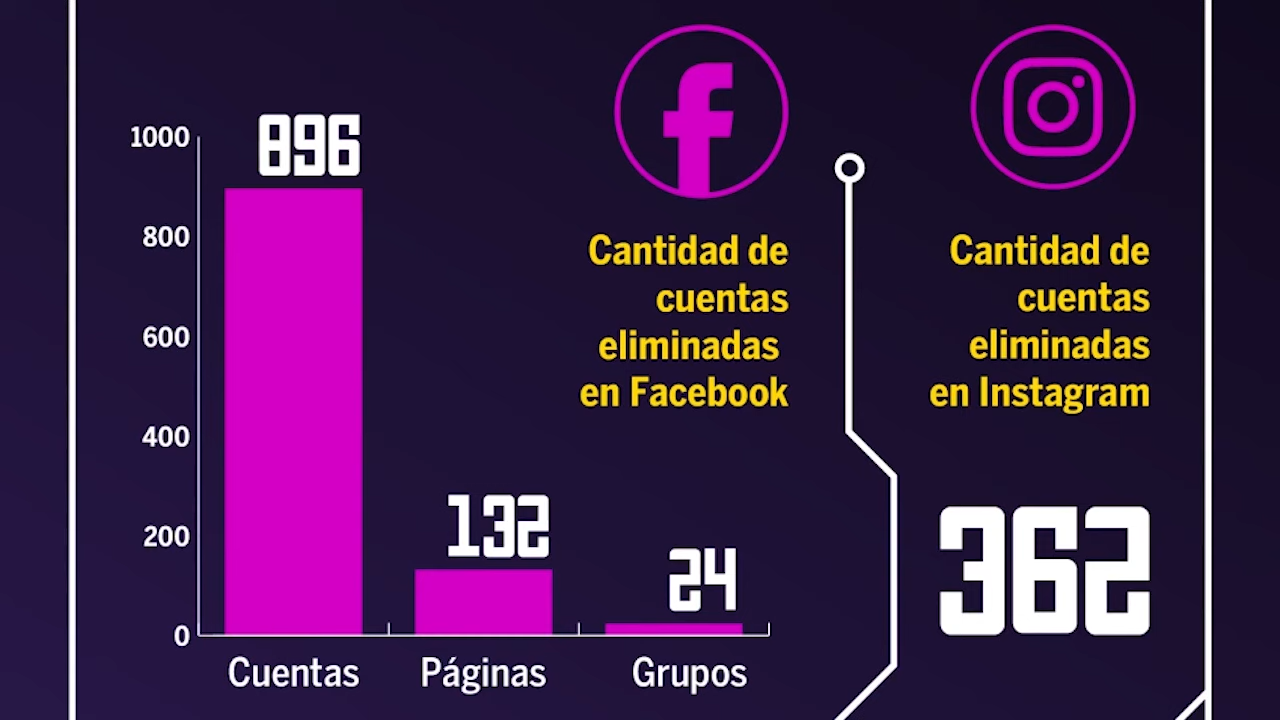 1000
800
600
400
200
0
896
132
24
Cuentas
Páginas
Grupos
Cantidad de
cuentas
eliminadas
en Facebook
Cantidad de
cuentas
eliminadas
en Instagram
362